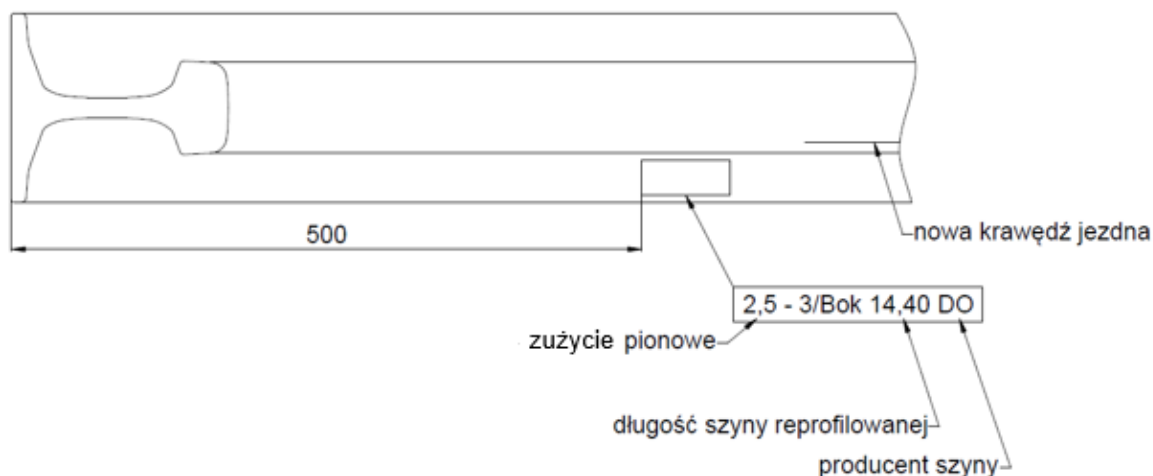 500
nowa krawędź jezdna
2,5 - 3/Bok 14,40 DO
zużycie pionowe
długość szyny reprofilowanej
producent szyny